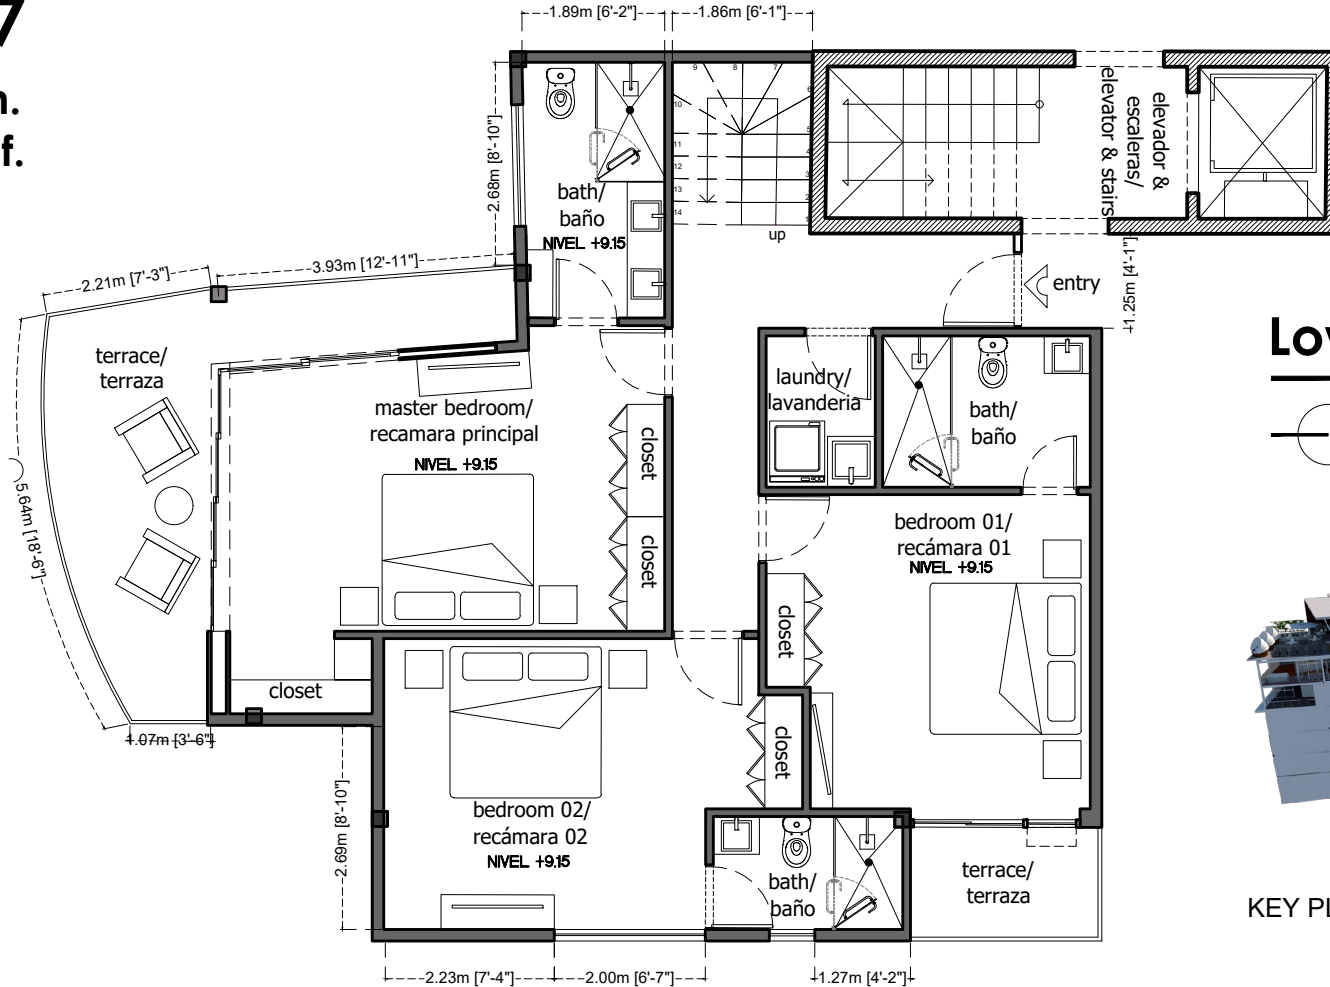 7
1.89m [6'-2"]
1.86m [6'-1"]
n.
f.
9
8
7
6
10
5
11
4
12
3
13
2
14
1
up
2.68m [8'-10"]
bath/
baño
NIVEL +9.15
elevador &
escaleras/
elevator & stairs
1.25m [4'-1"]
entry
2.21m [7'-3"]
3.93m [12'-11"]
terrace/
terraza
5.64m [18'-6"]
1.07m [3'-6"]
master bedroom/
recamara principal
NIVEL +9.15
closet
closet
closet
laundry/
lavanderia
bath/
baño
bedroom 01/
recámara 01
NIVEL +9.15
closet
closet
bedroom 02/
recámara 02
NIVEL +9.15
2.69m [8'-10"]
bath/
baño
terrace/
terraza
2.23m [7'-4"]
2.00m [6'-7"]
1.27m [4'-2"]
Lov
KEY PL